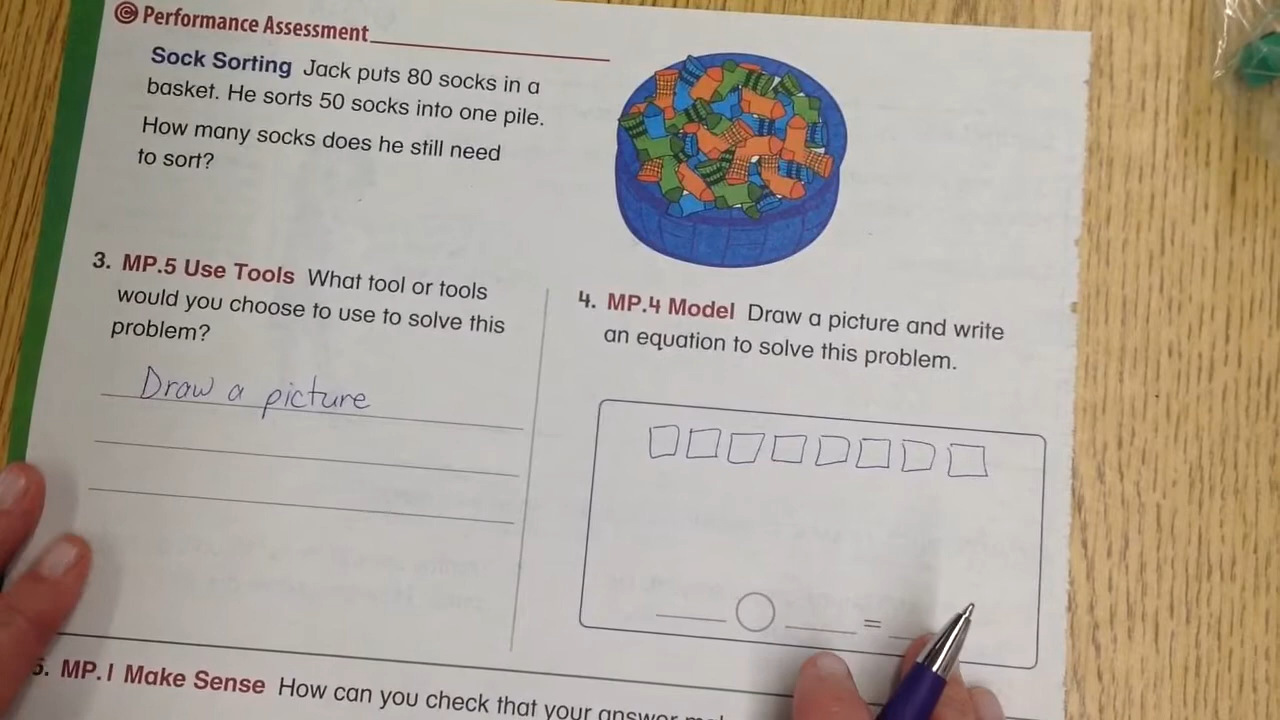 © Performance Assessment
Sock Sorting Jack puts 80 socks in a
basket. He sorts 50 socks into one pile.
How many socks does he still need
to sort?
3. MP.5 Use Tools What tool or tools
would you choose to use to solve this
problem?
Draw a picture
4. MP.4 Model Draw a picture and write
an equation to solve this problem.
=
5. MP.1 Make Sense How can you check that your answer